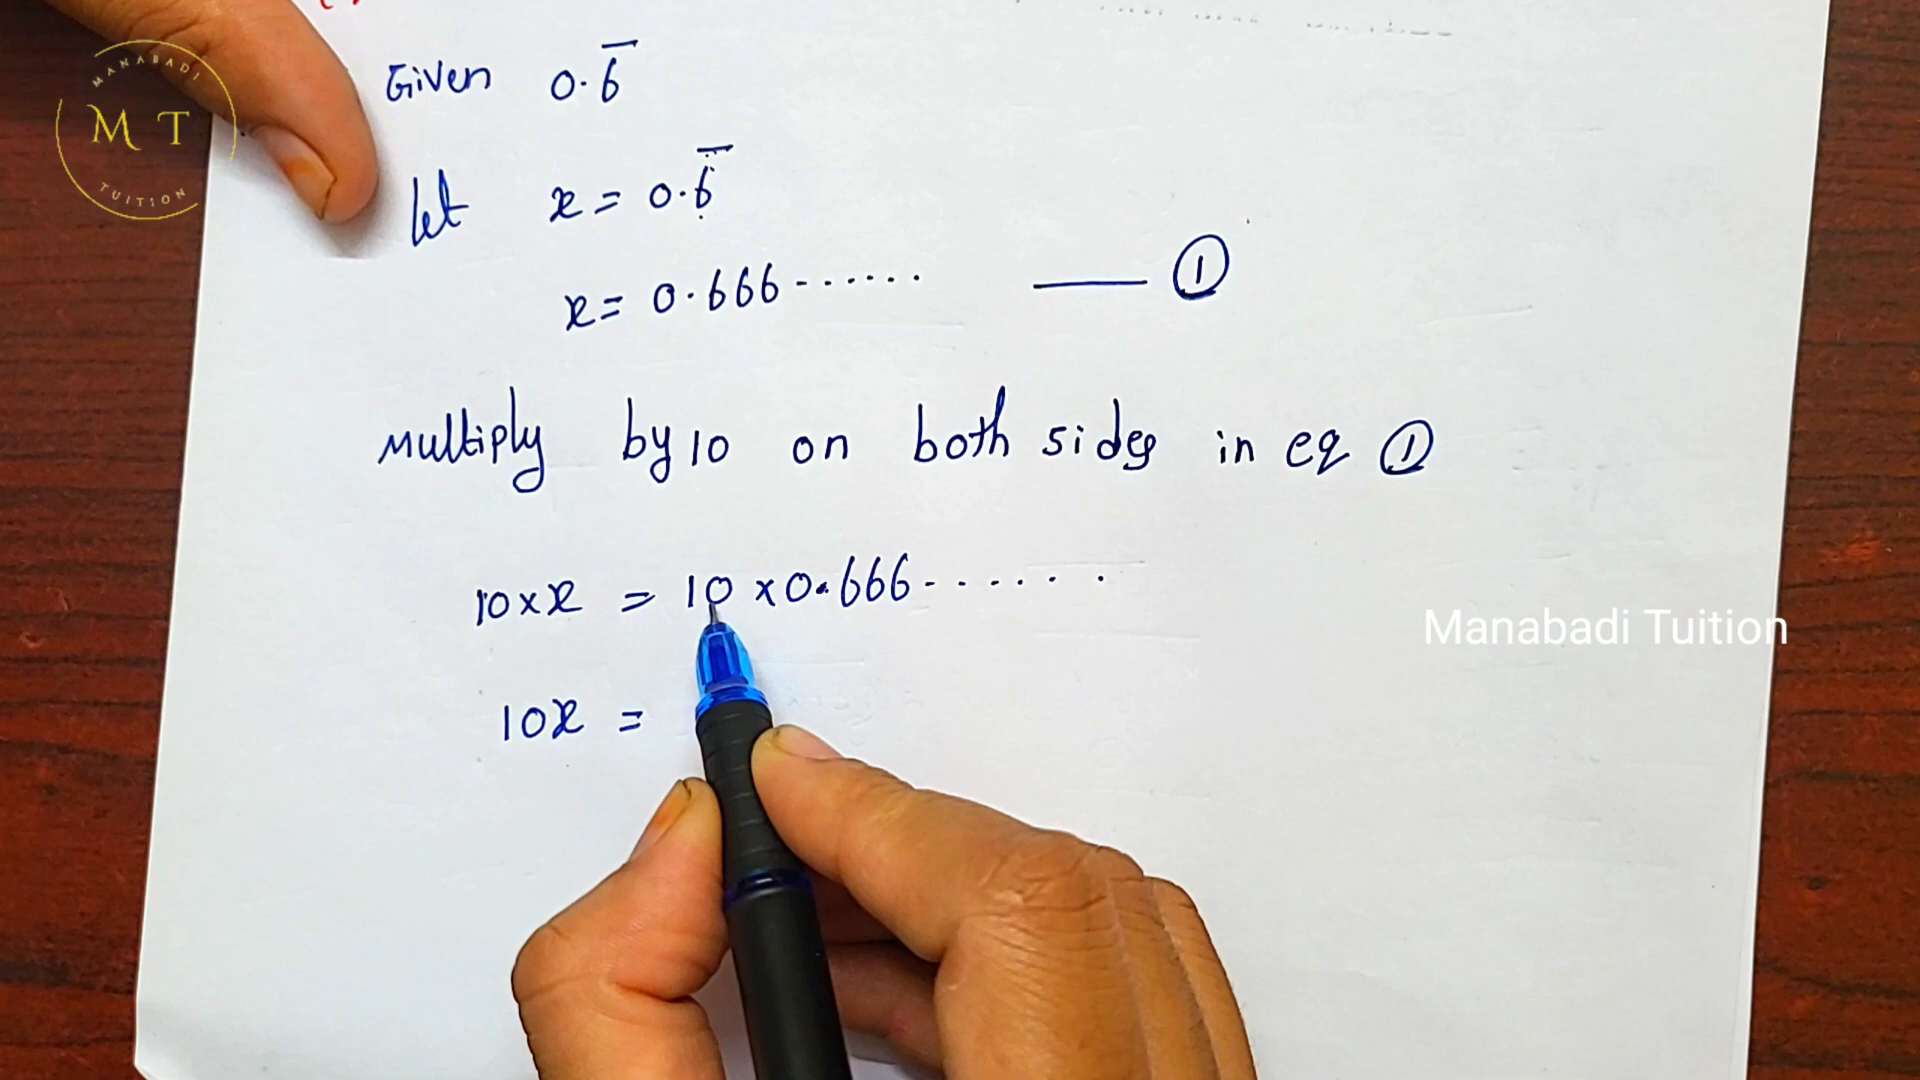 MANABADI
MT
TUITION
Given 0.6̅
Let x = 0.6̅
x = 0.666...... —— ①
Multiply by 10 on both sides in eq ①
10 × x = 10 × 0.666.......
Manabadi Tuition
10x =